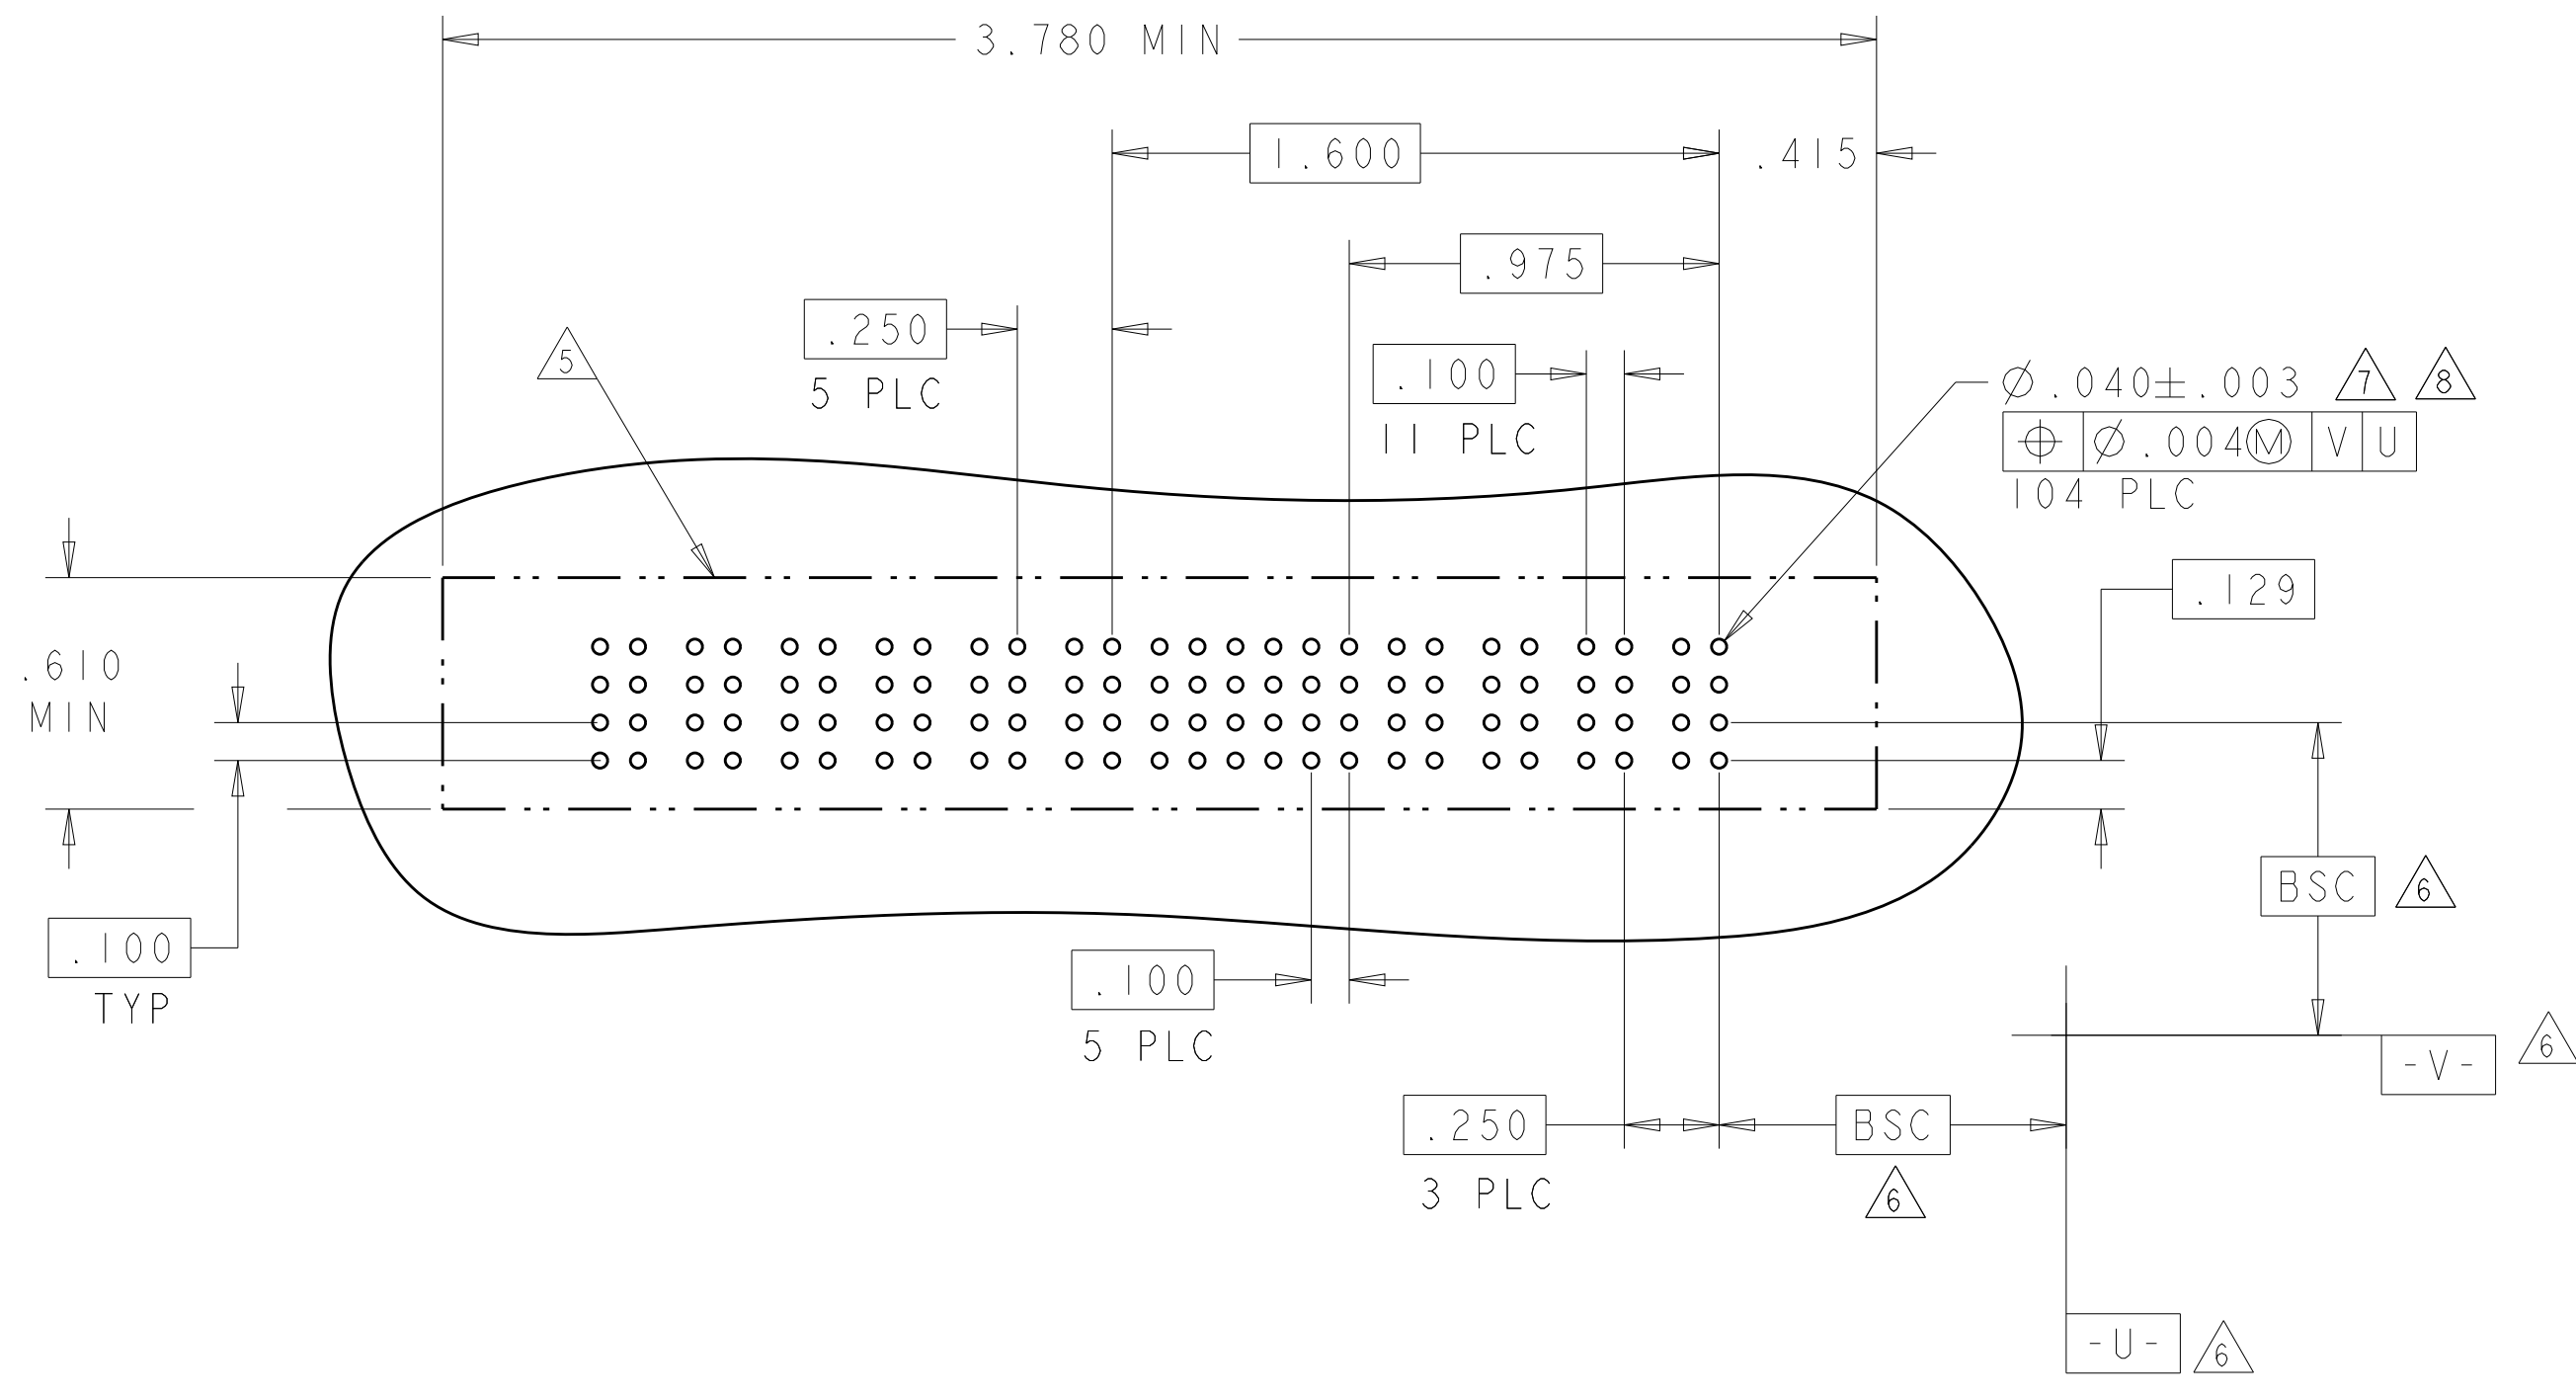 3.780 MIN
1.600
.415
.975
.250
5 PLC
5
.100
11 PLC
Ø.040±.003 7 8
⌖ Ø.004Ⓜ V U
104 PLC
.129
.610
MIN
BSC 6
.100
TYP
.100
5 PLC
-V- 6
.250
3 PLC
BSC
6
-U- 6